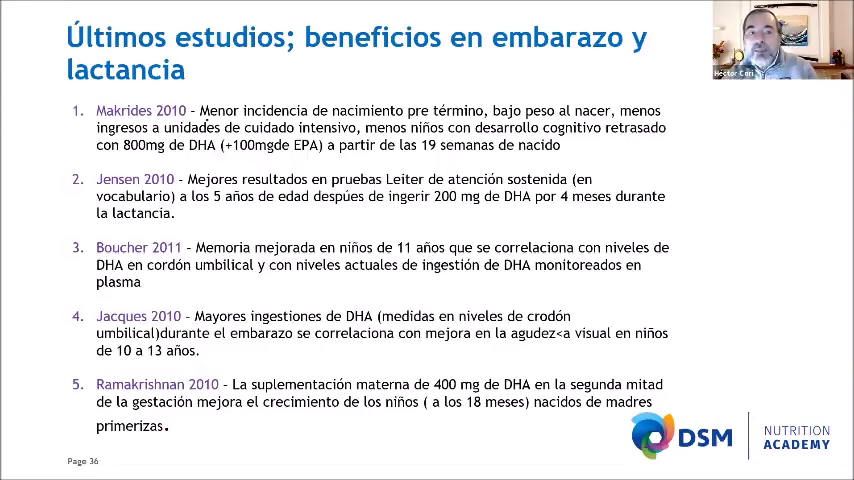 Últimos estudios; beneficios en embarazo y
lactancia
Héctor Cori
1. Makrides 2010 – Menor incidencia de nacimiento pre término, bajo peso al nacer, menos
ingresos a unidades de cuidado intensivo, menos niños con desarrollo cognitivo retrasado
con 800mg de DHA (+100mgde EPA) a partir de las 19 semanas de nacido
2. Jensen 2010 – Mejores resultados en pruebas Leiter de atención sostenida (en
vocabulario) a los 5 años de edad despúes de ingerir 200 mg de DHA por 4 meses durante
la lactancia.
3. Boucher 2011 – Memoria mejorada en niños de 11 años que se correlaciona con niveles de
DHA en cordón umbilical y con niveles actuales de ingestión de DHA monitoreados en
plasma
4. Jacques 2010 – Mayores ingestiones de DHA (medidas en niveles de crodón
umbilical)durante el embarazo se correlaciona con mejora en la agudez<a visual en niños
de 10 a 13 años.
5. Ramakrishnan 2010 – La suplementación materna de 400 mg de DHA en la segunda mitad
de la gestación mejora el crecimiento de los niños ( a los 18 meses) nacidos de madres
primerizas.
DSM
NUTRITION
ACADEMY
Page 36